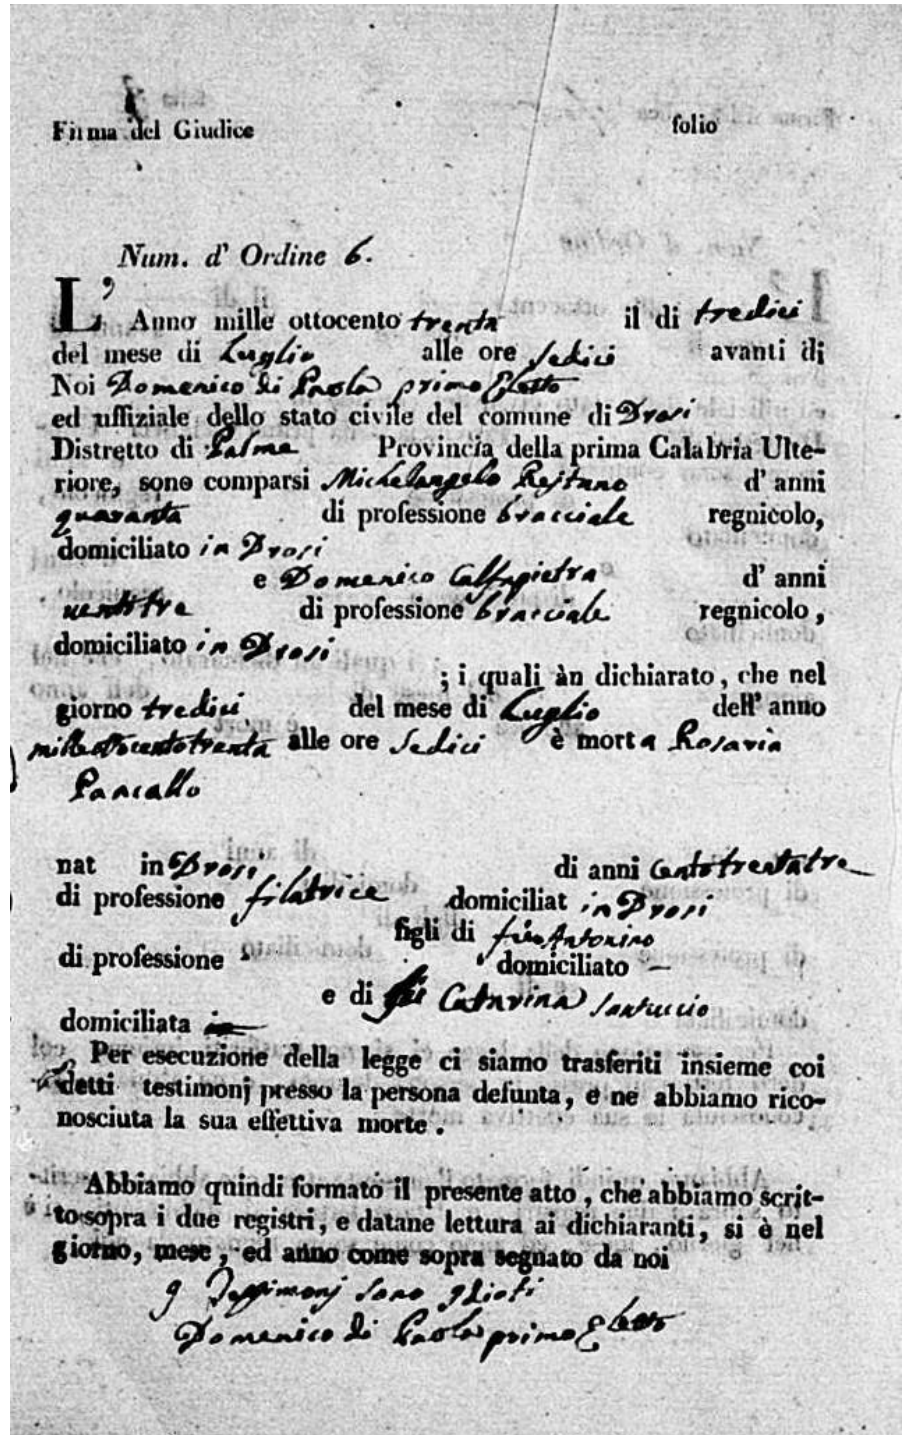 Firma del Giudice folio
Num. d' Ordine 6.
L' Anno mille ottocento trenta il di tredici
del mese di Luglio alle ore sedici avanti di
Noi Domenico di Paola primo Eletto
ed uffiziale dello stato civile del comune di Drosi
Distretto di Palme Provincia della prima Calabria Ulte-
riore, sono comparsi Michelangelo Rejtano d' anni
quaranta di professione bracciale regnicolo,
domiciliato in Drosi
e Domenico Calfapietra d' anni
ventitre di professione bracciale regnicolo,
domiciliato in Drosi
; i quali àn dichiarato, che nel
giorno tredici del mese di Luglio dell' anno
milleottocentotrenta alle ore sedici è morta Rosaria
Pancallo
nat in Drosi di anni centotrentatre
di professione filatrice domiciliat in Drosi
figli di fu Antonino
di professione - domiciliato -
e di fu Catarina Santuccio
domiciliata in
Per esecuzione della legge ci siamo trasferiti insieme coi
detti testimonj presso la persona defunta, e ne abbiamo rico-
nosciuta la sua effettiva morte.
Abbiamo quindi formato il presente atto, che abbiamo scrit-
to sopra i due registri, e datane lettura ai dichiaranti, si è nel
giorno, mese, ed anno come sopra segnato da noi
I Testimonj sono Idioti
Domenico di Paola primo Eletto